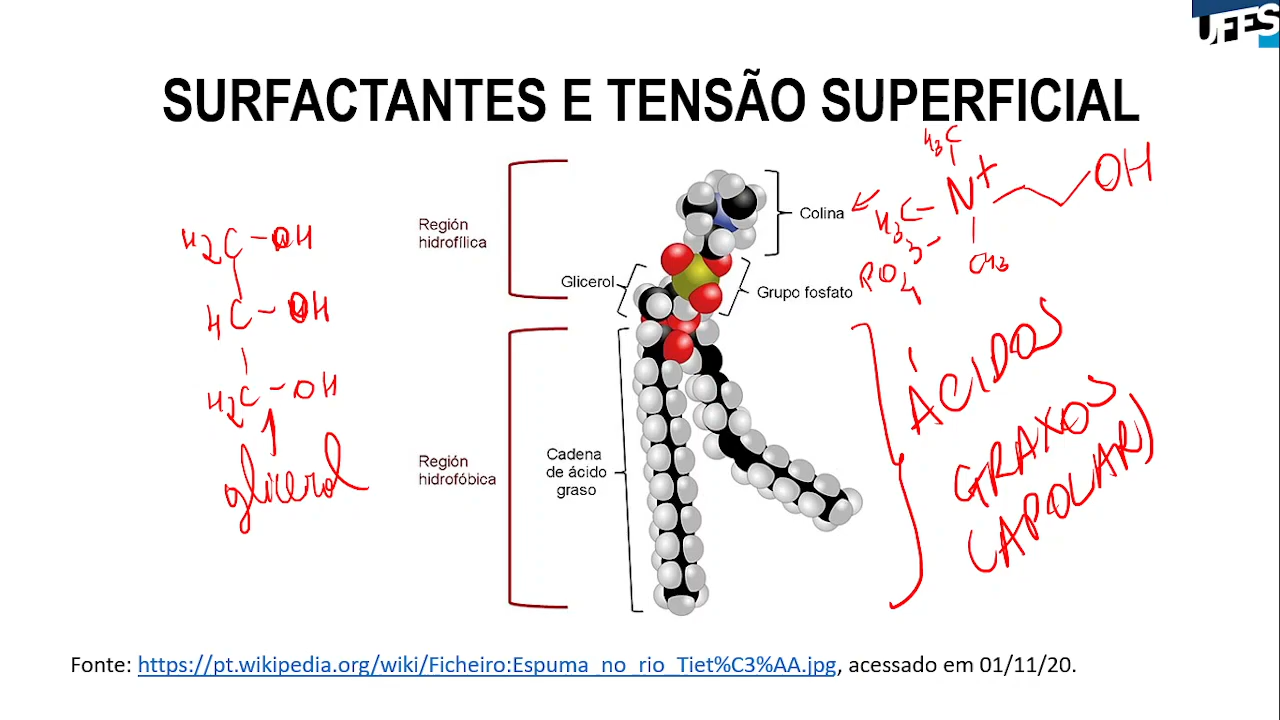 UFES
SURFACTANTES E TENSÃO SUPERFICIAL
H3C
H3C – N+ OH
CH3
PO4 3-
Colina
Región
hidrofílica
Glicerol
Grupo fosfato
H2C – OH
HC – OH
H2C – OH
glicerol
Cadena
de ácido
graso
Región
hidrofóbica
ÁCIDOS
GRAXOS
(APOLAR)
Fonte: https://pt.wikipedia.org/wiki/Ficheiro:Espuma_no_rio_Tiet%C3%AA.jpg, acessado em 01/11/20.